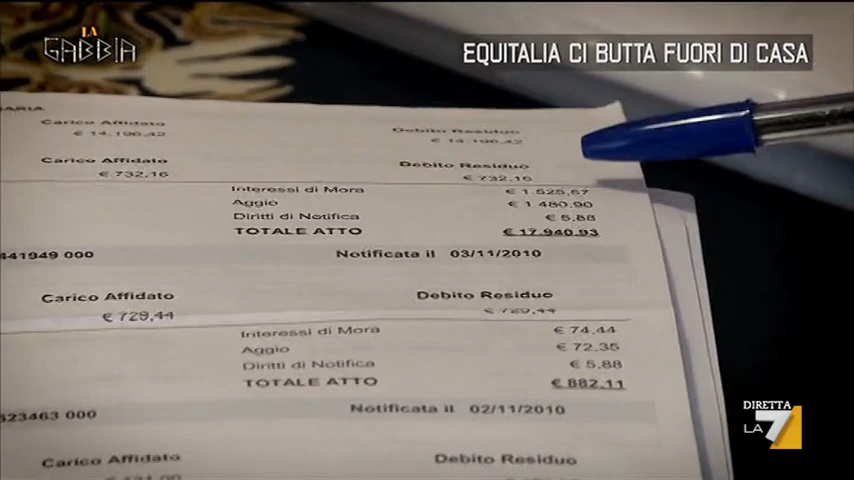 LA
GABBIA
EQUITALIA CI BUTTA FUORI DI CASA
Carico Affidato Debito Residuo
€ 14.196,42 € 14.196,42
Carico Affidato Debito Residuo
€ 732,16 € 732,16
Interessi di Mora € 1.525,57
Aggio € 1.480,90
Diritti di Notifica € 5,88
TOTALE ATTO € 17.940,93
441949 000 Notificata il 03/11/2010
Carico Affidato Debito Residuo
€ 729,44 € 729,44
Interessi di Mora € 74,44
Aggio € 72,35
Diritti di Notifica € 5,88
TOTALE ATTO € 882,11
523463 000 Notificata il 02/11/2010
Carico Affidato Debito Residuo
DIRETTA
LA7